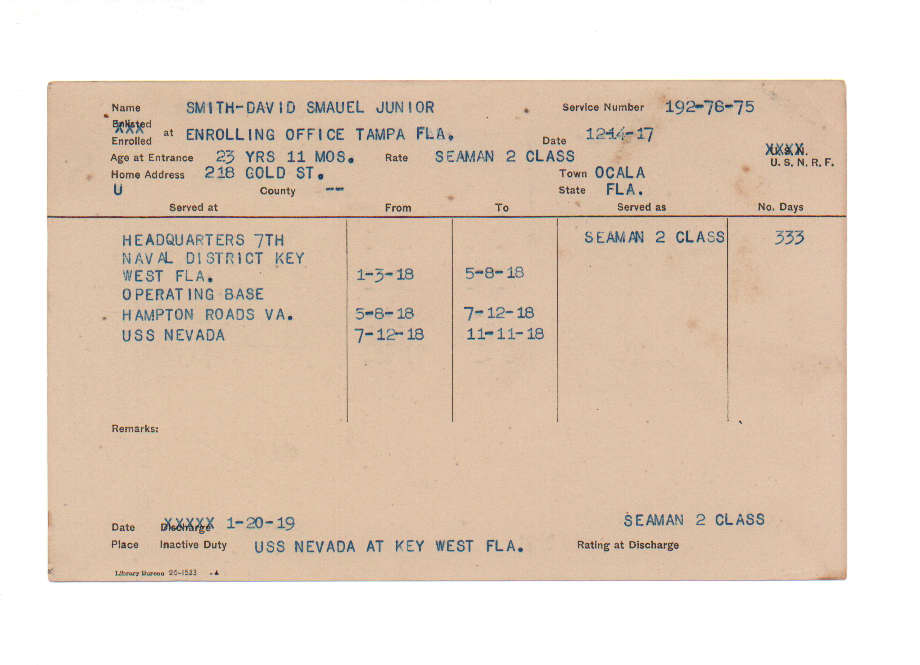 Name SMITH-DAVID SMAUEL JUNIOR Service Number 192-78-75
Enlisted
XXX at ENROLLING OFFICE TAMPA FLA. Date 12-14-17
Enrolled
Age at Entrance 23 YRS 11 MOS. Rate SEAMAN 2 CLASS U.S.N. XXXX
U.S.N.R.F.
Home Address 218 GOLD ST. Town OCALA
U County -- State FLA.
Served at From To Served as No. Days
HEADQUARTERS 7TH SEAMAN 2 CLASS 333
NAVAL DISTRICT KEY
WEST FLA. 1-3-18 5-8-18
OPERATING BASE
HAMPTON ROADS VA. 5-8-18 7-12-18
USS NEVADA 7-12-18 11-11-18
Remarks:
Date Discharge XXXXX 1-20-19 SEAMAN 2 CLASS
Place Inactive Duty USS NEVADA AT KEY WEST FLA. Rating at Discharge
Library Bureau 20-1523